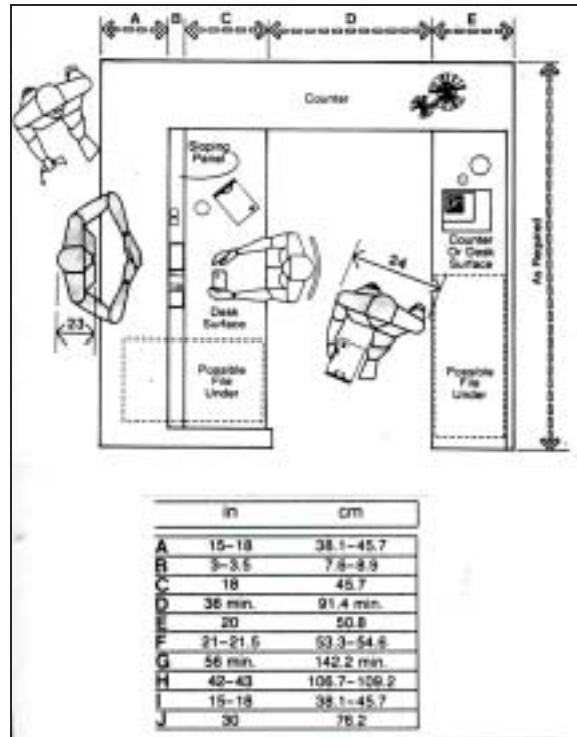 A B C D E
Counter
Sloping
Panel
24
Counter
Or Desk
Surface
As Required
23
Desk
Surface
Possible
File
Under
Possible
File
Under
in cm
A 15-18 38.1-45.7
B 3-3.5 7.6-8.9
C 18 45.7
D 36 min. 91.4 min.
E 20 50.8
F 21-21.5 53.3-54.6
G 56 min. 142.2 min.
H 42-43 106.7-109.2
I 15-18 38.1-45.7
J 30 76.2